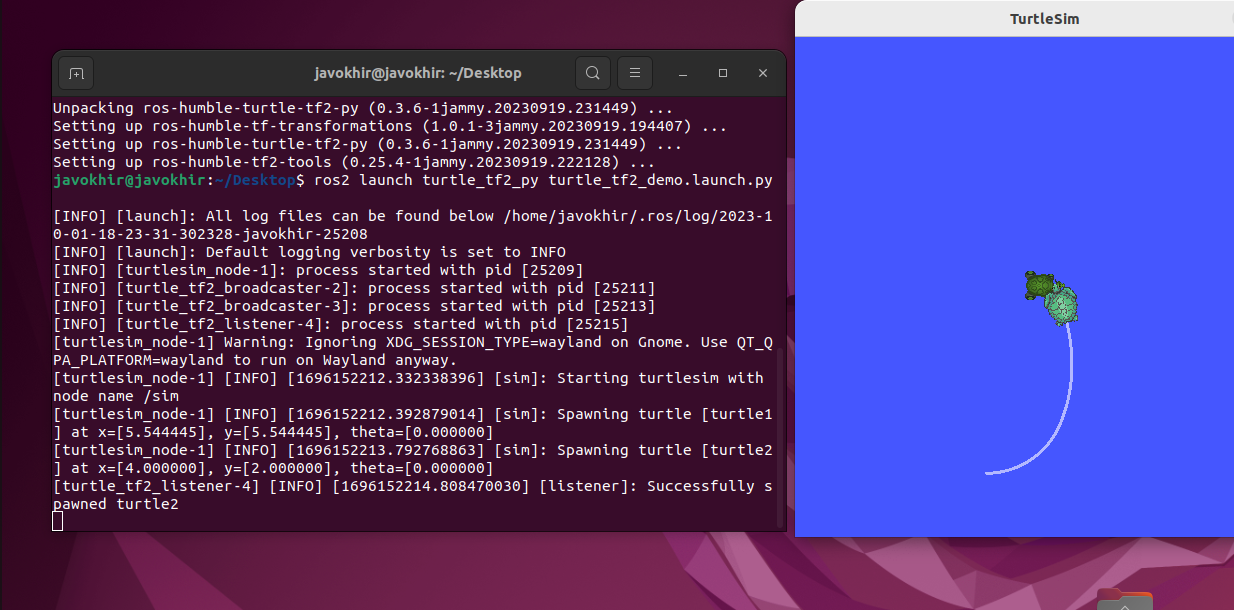 TurtleSim
javokhir@javokhir: ~/Desktop
Unpacking ros-humble-turtle-tf2-py (0.3.6-1jammy.20230919.231449) ...
Setting up ros-humble-tf-transformations (1.0.1-3jammy.20230919.194407) ...
Setting up ros-humble-turtle-tf2-py (0.3.6-1jammy.20230919.231449) ...
Setting up ros-humble-tf2-tools (0.25.4-1jammy.20230919.222128) ...
javokhir@javokhir:~/Desktop$ ros2 launch turtle_tf2_py turtle_tf2_demo.launch.py
[INFO] [launch]: All log files can be found below /home/javokhir/.ros/log/2023-1
0-01-18-23-31-302328-javokhir-25208
[INFO] [launch]: Default logging verbosity is set to INFO
[INFO] [turtlesim_node-1]: process started with pid [25209]
[INFO] [turtle_tf2_broadcaster-2]: process started with pid [25211]
[INFO] [turtle_tf2_broadcaster-3]: process started with pid [25213]
[INFO] [turtle_tf2_listener-4]: process started with pid [25215]
[turtlesim_node-1] Warning: Ignoring XDG_SESSION_TYPE=wayland on Gnome. Use QT_Q
PA_PLATFORM=wayland to run on Wayland anyway.
[turtlesim_node-1] [INFO] [1696152212.332338396] [sim]: Starting turtlesim with
node name /sim
[turtlesim_node-1] [INFO] [1696152212.392879014] [sim]: Spawning turtle [turtle1
] at x=[5.544445], y=[5.544445], theta=[0.000000]
[turtlesim_node-1] [INFO] [1696152213.792768863] [sim]: Spawning turtle [turtle2
] at x=[4.000000], y=[2.000000], theta=[0.000000]
[turtle_tf2_listener-4] [INFO] [1696152214.808470030] [listener]: Successfully s
pawned turtle2